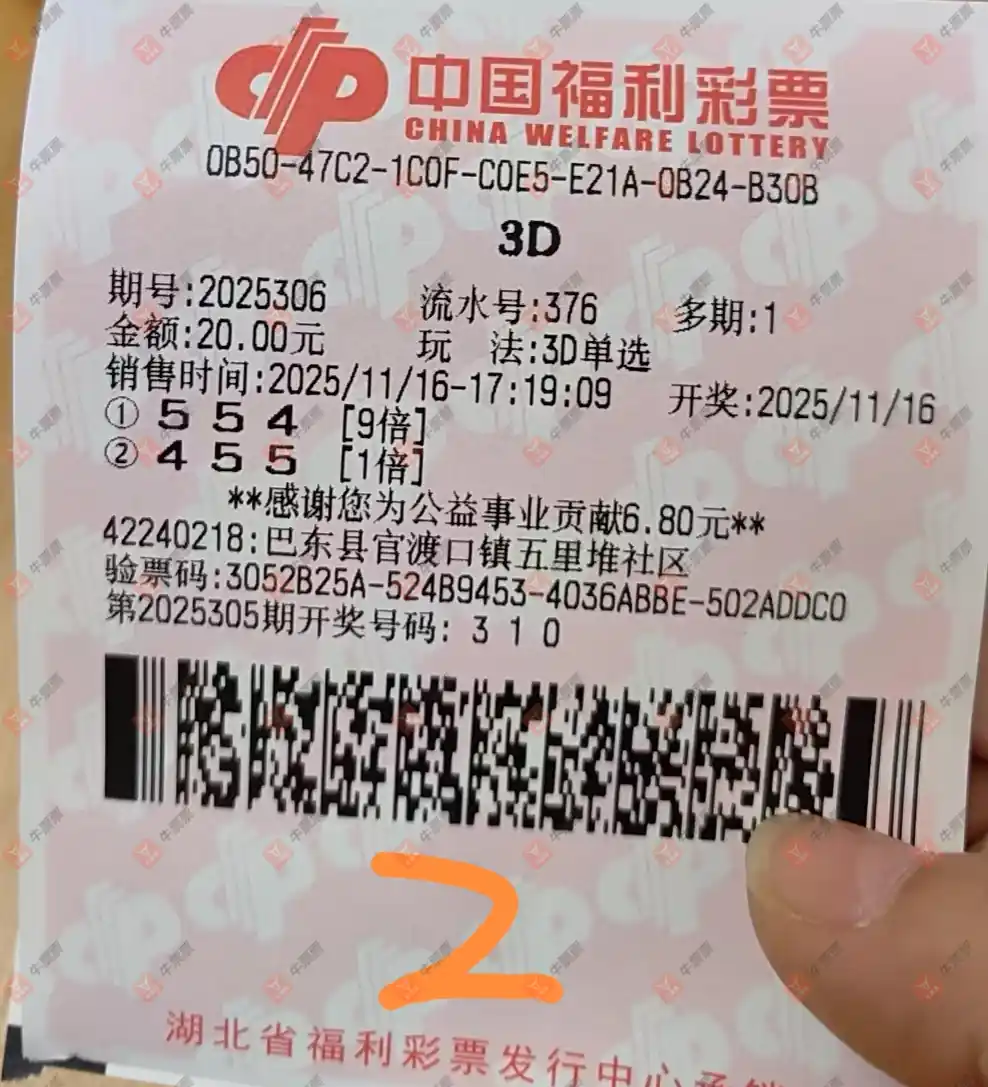 中国福利彩票
CHINA WELFARE LOTTERY
0B50-47C2-1C0F-C0E5-E21A-0B24-B30B
3D
期号:2025306 流水号:376 多期:1
金额:20.00元 玩 法:3D单选
销售时间:2025/11/16-17:19:09 开奖:2025/11/16
① 5 5 4 [9倍]
② 4 5 5 [1倍]
**感谢您为公益事业贡献6.80元**
42240218:巴东县官渡口镇五里堆社区
验票码:3052B25A-524B9453-4036ABBE-502ADDC0
第2025305期开奖号码: 3 1 0
2
湖北省福利彩票发行中心承销